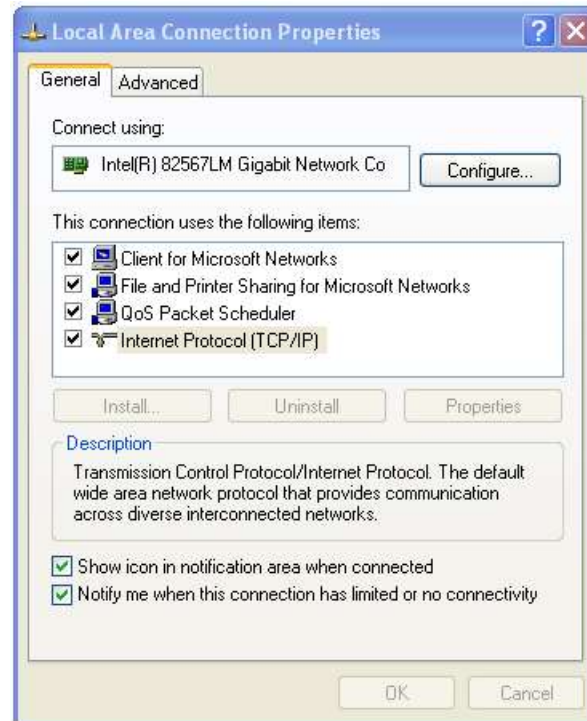 Local Area Connection Properties
General
Advanced
Connect using:
Intel(R) 82567LM Gigabit Network Co
Configure...
This connection uses the following items:
Client for Microsoft Networks
File and Printer Sharing for Microsoft Networks
QoS Packet Scheduler
Internet Protocol (TCP/IP)
Install...
Uninstall
Properties
Description
Transmission Control Protocol/Internet Protocol. The default
wide area network protocol that provides communication
across diverse interconnected networks.
Show icon in notification area when connected
Notify me when this connection has limited or no connectivity
OK
Cancel